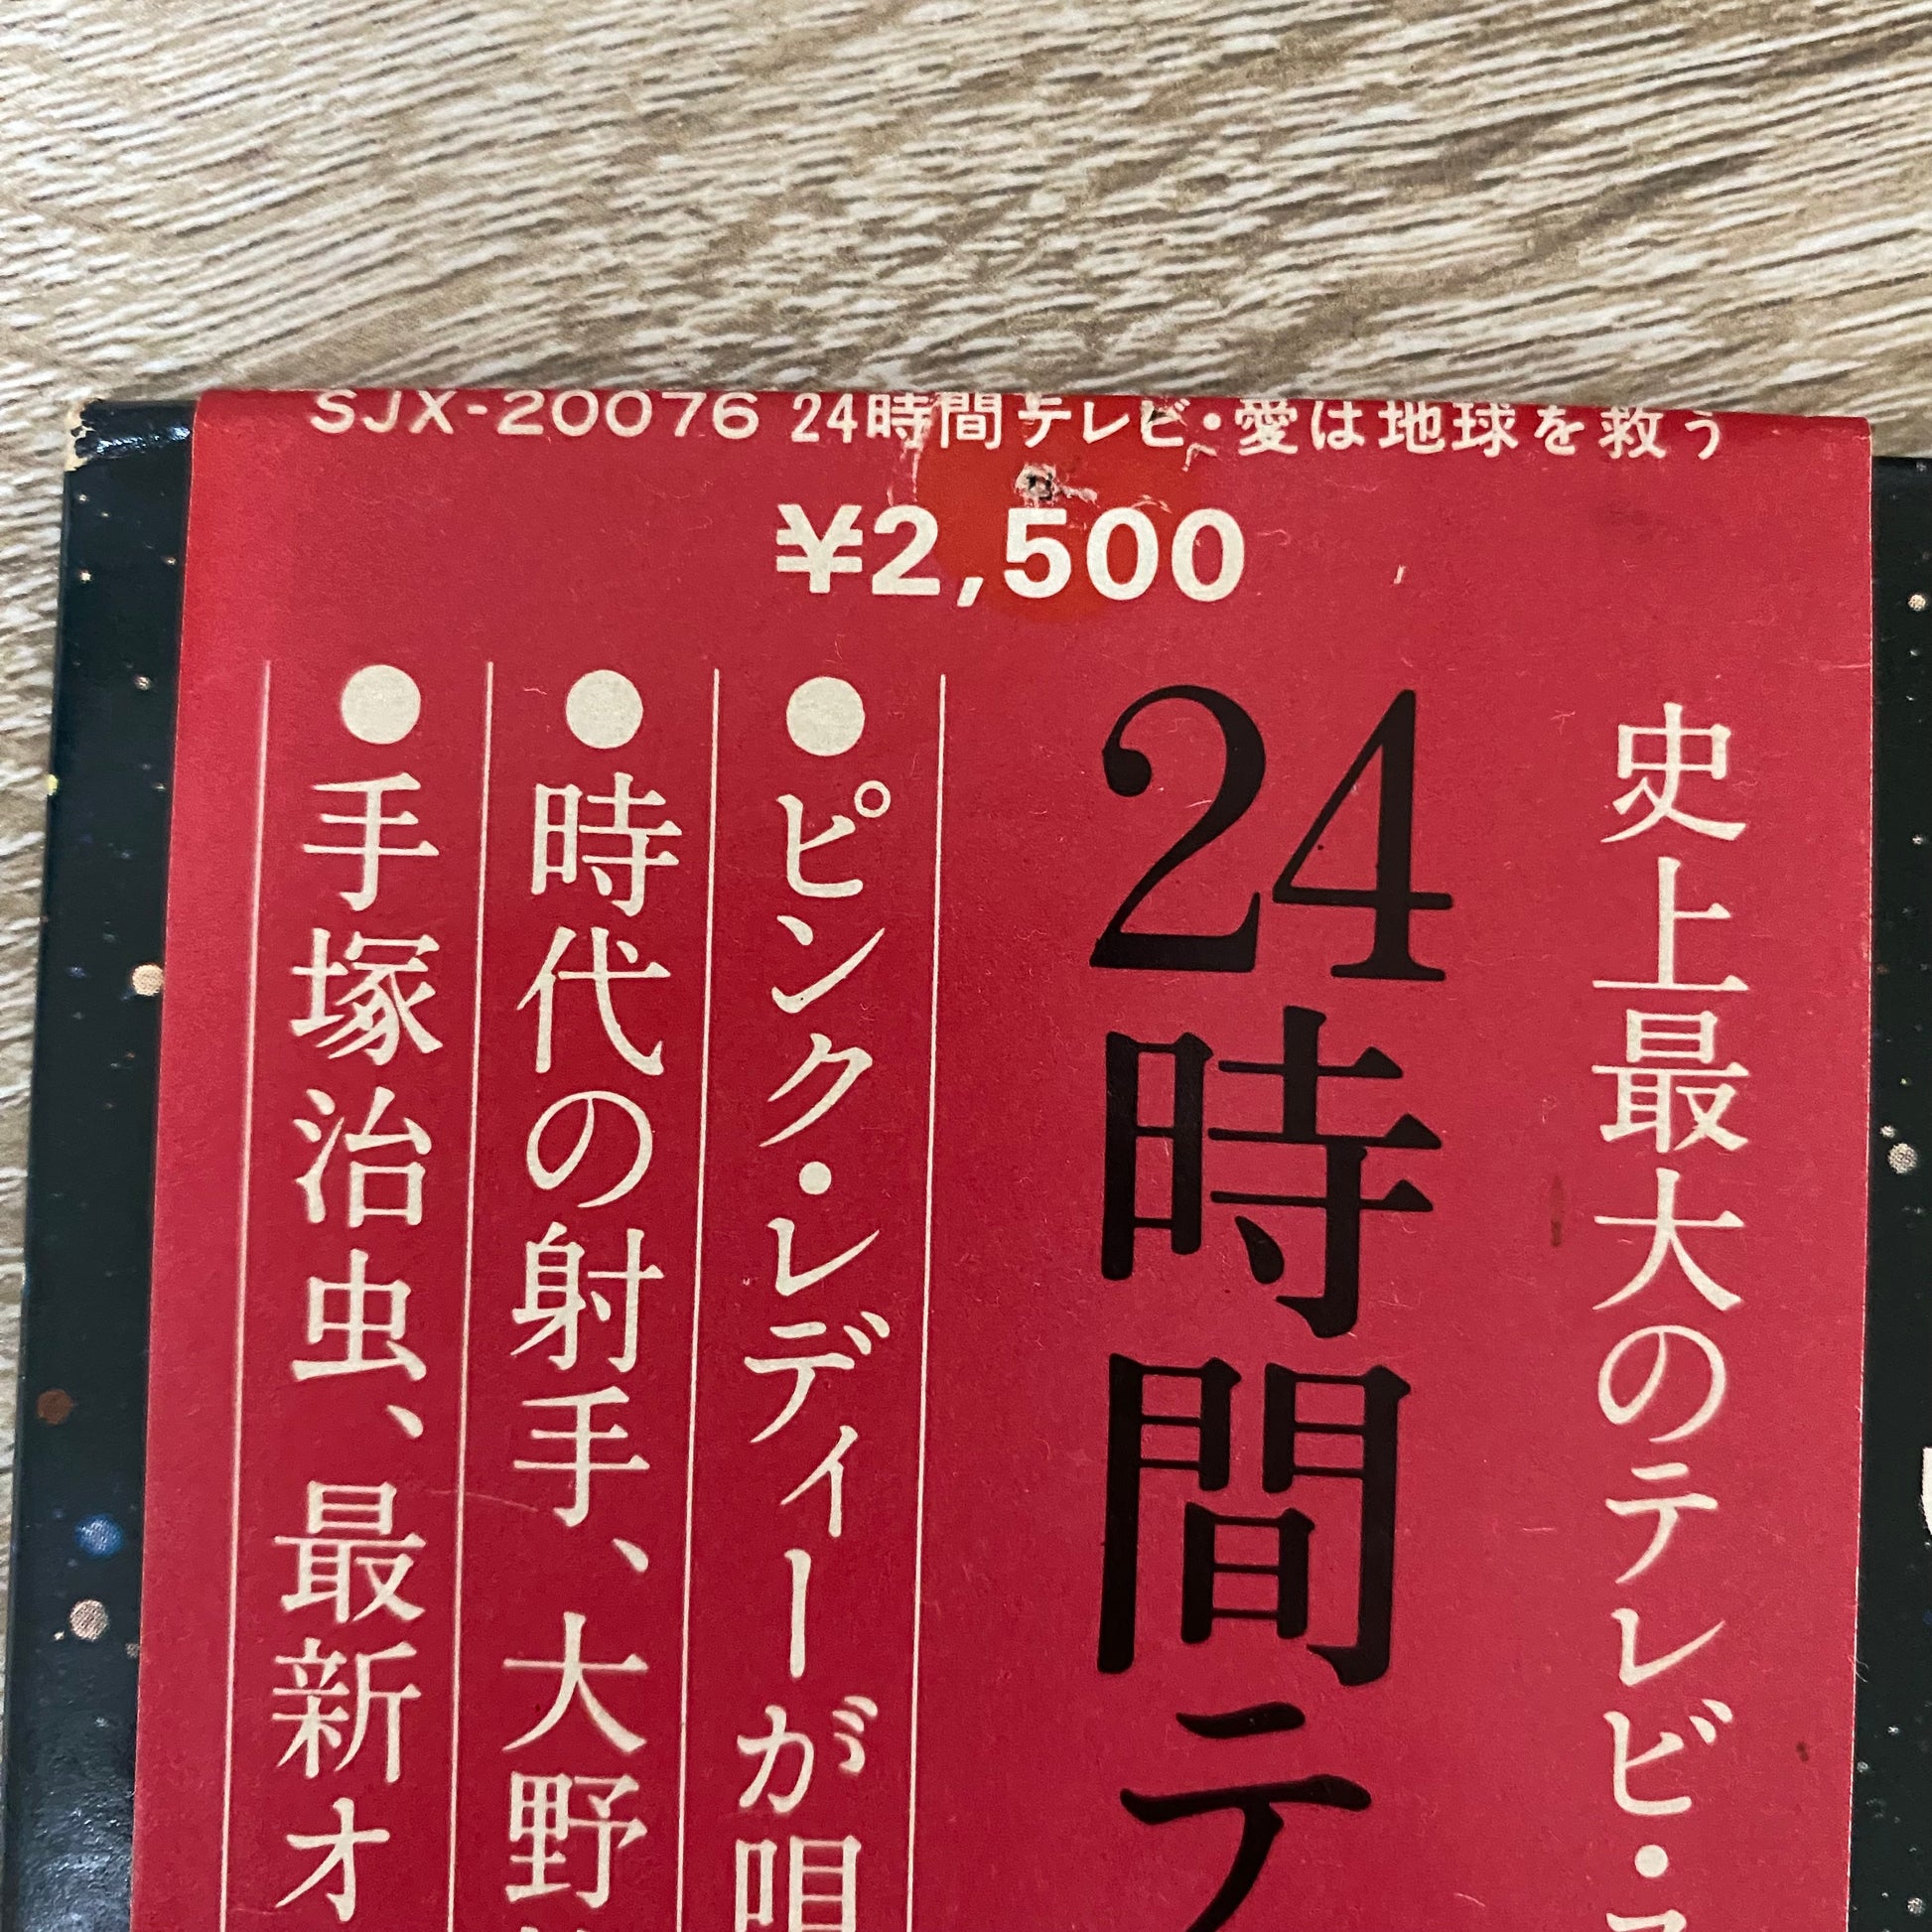 SJX-20076 24時間テレビ・愛は地球を救う
¥2,500
史上最大のテレビ・
24時間テ
●ピンク・レディーが唱
●時代の射手、大野
●手塚治虫、最新オ